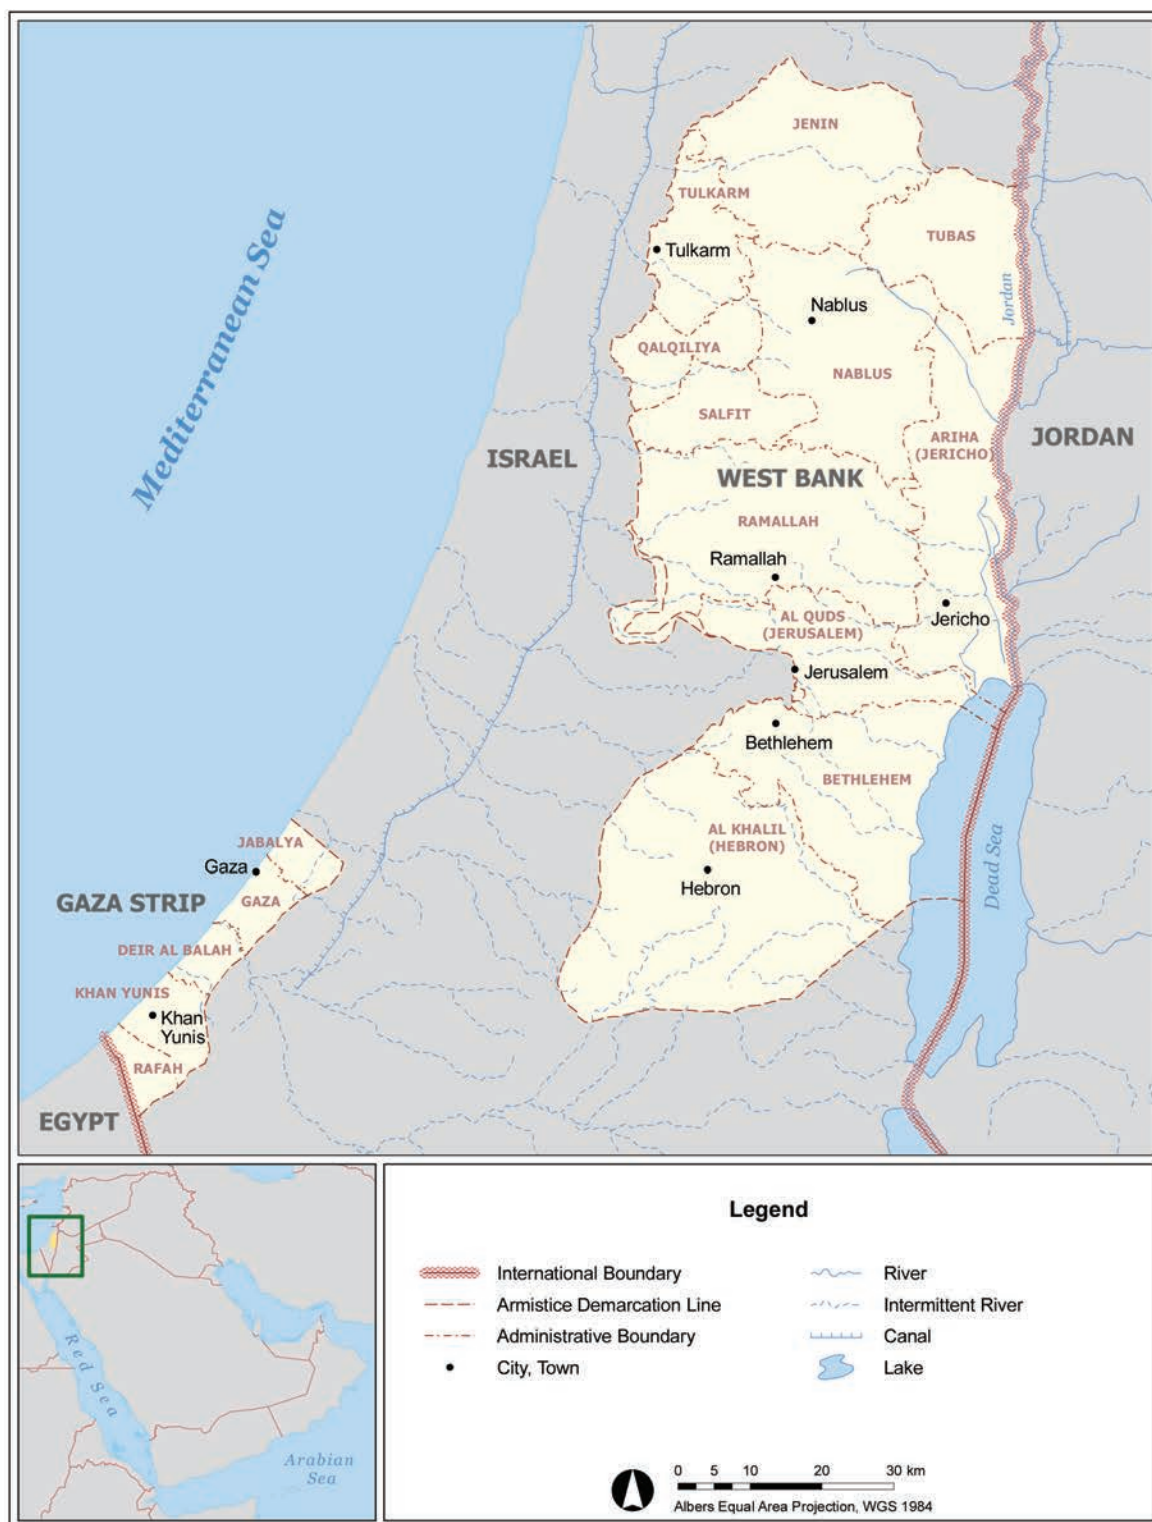 JENIN
TULKARM
TUBAS
Tulkarm
Mediterranean Sea
Jordan
Nablus
QALQILIYA
NABLUS
SALFIT
ARIHA
(JERICHO)
JORDAN
ISRAEL
WEST BANK
RAMALLAH
Ramallah
Jericho
AL QUDS
(JERUSALEM)
Jerusalem
Bethlehem
BETHLEHEM
AL KHALIL
(HEBRON)
Hebron
Dead Sea
JABALYA
Gaza
GAZA
GAZA STRIP
DEIR AL BALAH
KHAN YUNIS
Khan
Yunis
RAFAH
EGYPT
Red Sea
Arabian
Sea
Legend
International Boundary
Armistice Demarcation Line
Administrative Boundary
City, Town
River
Intermittent River
Canal
Lake
0 5 10 20 30 km
Albers Equal Area Projection, WGS 1984